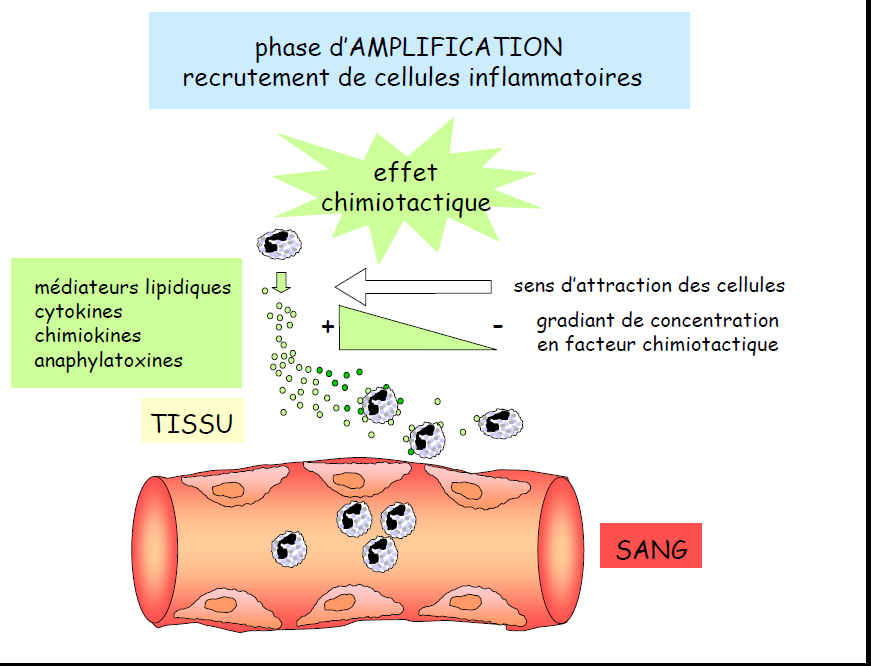 phase d'AMPLIFICATION
recrutement de cellules inflammatoires
effet
chimiotactique
médiateurs lipidiques
cytokines
chimiokines
anaphylatoxines
sens d'attraction des cellules
+
-
gradiant de concentration
en facteur chimiotactique
TISSU
SANG